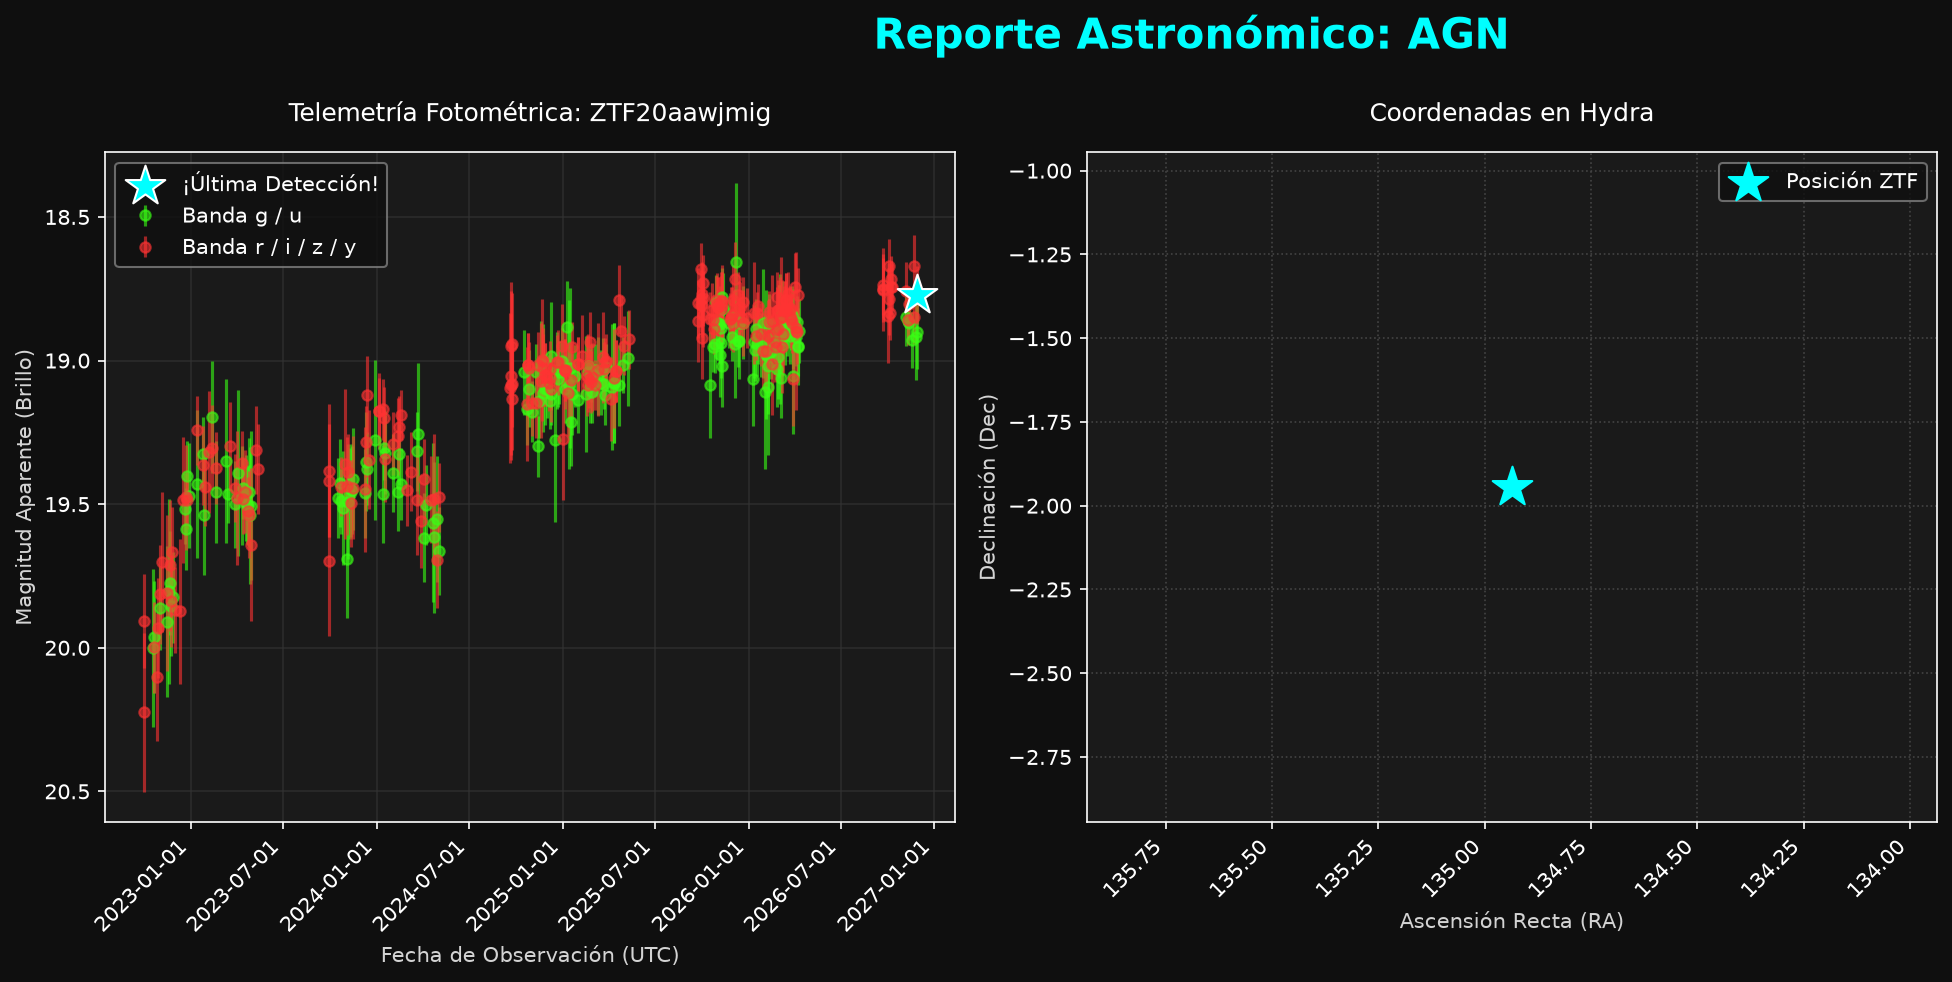 Reporte Astronómico: AGN
Telemetría Fotométrica: ZTF20aawjmig
¡Última Detección!
Banda g / u
Banda r / i / z / y
Magnitud Aparente (Brillo)
18.5
19.0
19.5
20.0
20.5
2023-01-01
2023-07-01
2024-01-01
2024-07-01
2025-01-01
2025-07-01
2026-01-01
2026-07-01
2027-01-01
Fecha de Observación (UTC)
Coordenadas en Hydra
Posición ZTF
Declinación (Dec)
−1.00
−1.25
−1.50
−1.75
−2.00
−2.25
−2.50
−2.75
135.75
135.50
135.25
135.00
134.75
134.50
134.25
134.00
Ascensión Recta (RA)